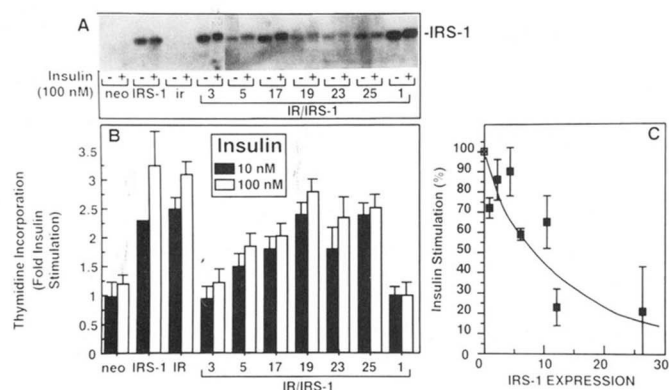 A
-IRS-1
Insulin - + - + - + - + - + - + - + - + - + - +
(100 nM) neo IRS-1 ir 3 5 17 19 23 25 1
IR/IRS-1
B
Insulin
10 nM
100 nM
Thymidine Incorporation
(Fold Insulin
Stimulation)
3.5
3
2.5
2
1.5
1
0.5
0
neo IRS-1 IR 3 5 17 19 23 25 1
IR/IRS-1
C
Insulin Stimulation (%)
100
90
80
70
60
50
40
30
20
10
0
0 10 20 30
IRS-1 EXPRESSION